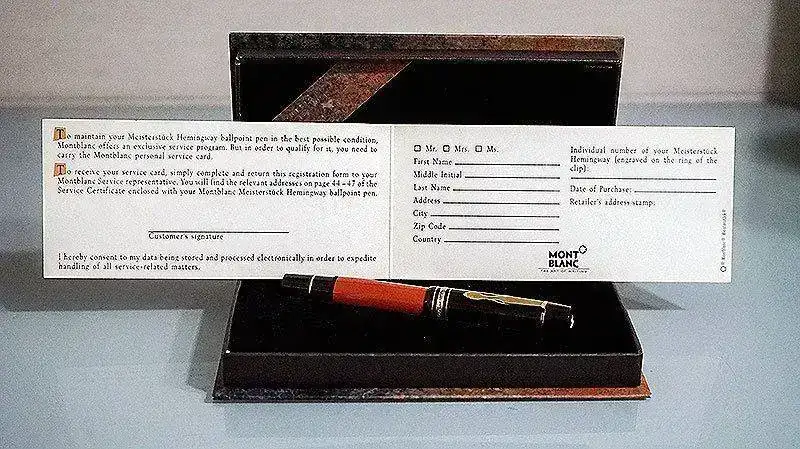 To maintain your Meisterstück Hemingway ballpoint pen in the best possible condition,
Montblanc offers an exclusive service program. But in order to qualify for it, you need to
carry the Montblanc personal service card.
To receive your service card, simply complete and return this registration form to your
Montblanc Service representative. You will find the relevant addresses on page 44 – 47 of the
Service Certificate enclosed with your Montblanc Meisterstück Hemingway ballpoint pen.
Customer's signature
I hereby consent to my data being stored and processed electronically in order to expedite
handling of all service-related matters.
Mr. Mrs. Ms.
First Name
Middle Initial
Last Name
Address
City
Zip Code
Country
Individual number of your Meisterstück
Hemingway (engraved on the ring of the
clip):
Date of Purchase:
Retailer's address stamp:
MONT
BLANC
THE ART OF WRITING